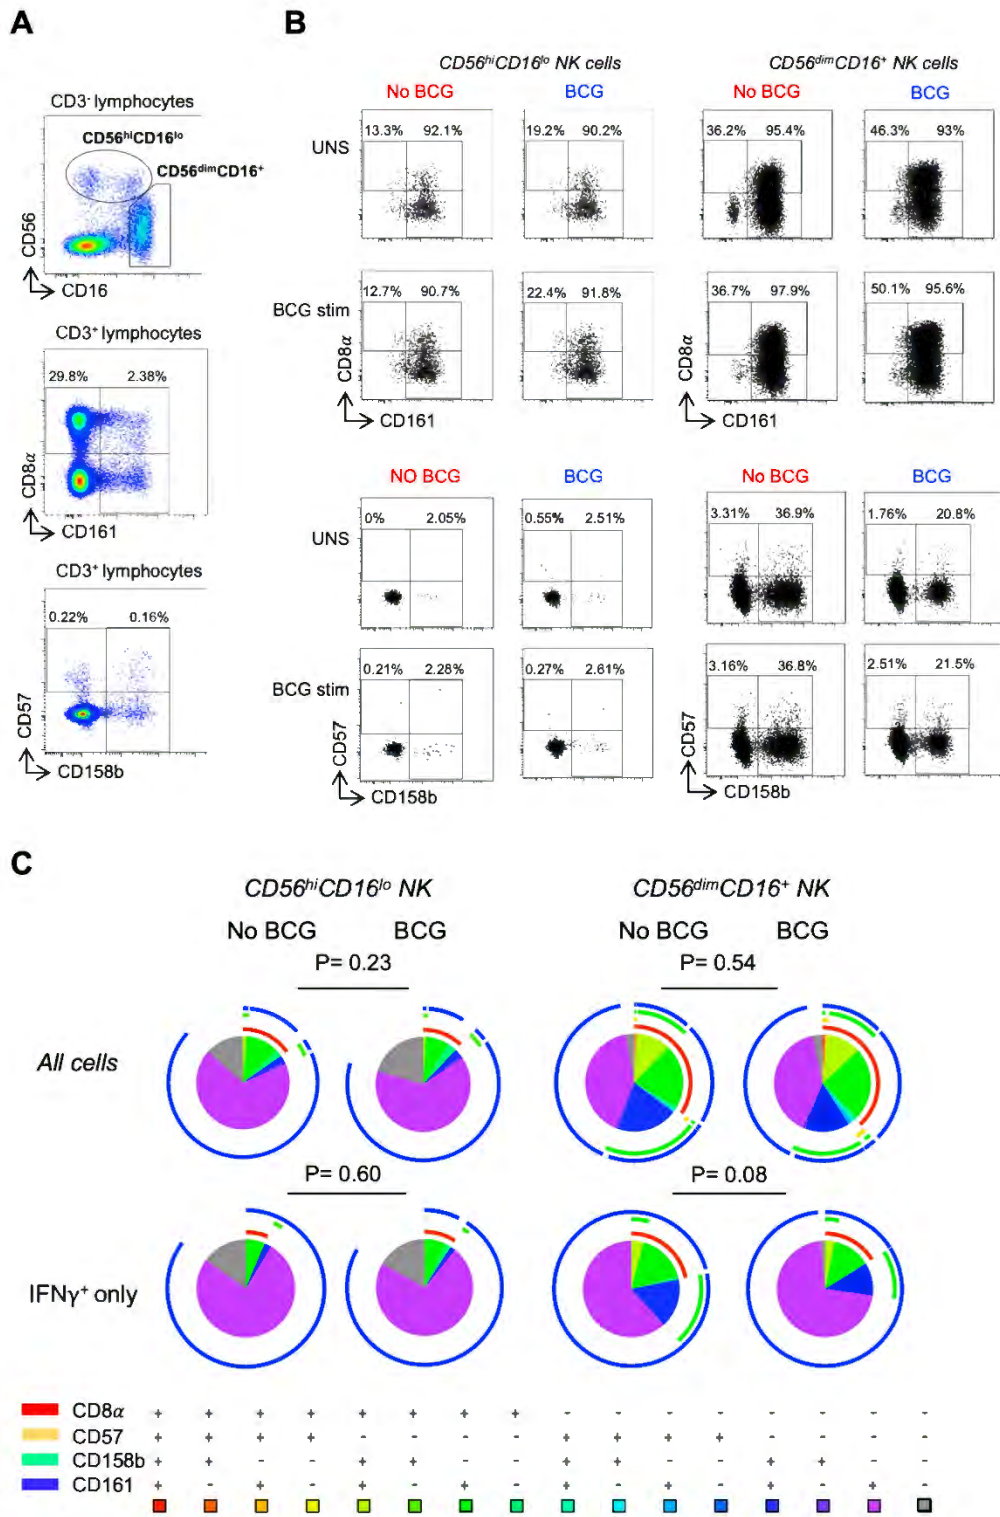 A
B
CD56ʰⁱCD16ˡᵒ NK cells
CD56ᵈⁱᵐCD16⁺ NK cells
No BCG BCG No BCG BCG
CD3⁻ lymphocytes
CD56ʰⁱCD16ˡᵒ
CD56ᵈⁱᵐCD16⁺
CD56
CD16
UNS
13.3% 92.1% 19.2% 90.2% 36.2% 95.4% 46.3% 93%
BCG stim
12.7% 90.7% 22.4% 91.8% 36.7% 97.9% 50.1% 95.6%
CD8α
CD161
CD8α
CD161
CD3⁺ lymphocytes
29.8% 2.38%
CD8α
CD161
NO BCG BCG No BCG BCG
UNS
0% 2.05% 0.55% 2.51% 3.31% 36.9% 1.76% 20.8%
CD3⁺ lymphocytes
0.22% 0.16%
CD57
CD158b
BCG stim
0.21% 2.28% 0.27% 2.61% 3.16% 36.8% 2.51% 21.5%
CD57
CD158b
CD57
CD158b
C
CD56ʰⁱCD16ˡᵒ NK CD56ᵈⁱᵐCD16⁺ NK
No BCG BCG No BCG BCG
P= 0.23 P= 0.54
All cells
P= 0.60 P= 0.08
IFNγ⁺ only
CD8α + + + + + + + + - - - - - - - -
CD57 + + + + - - - - + + + + - - - -
CD158b + + - - + + - - + + - - + + - -
CD161 + - + - + - + - + - + - + - + -